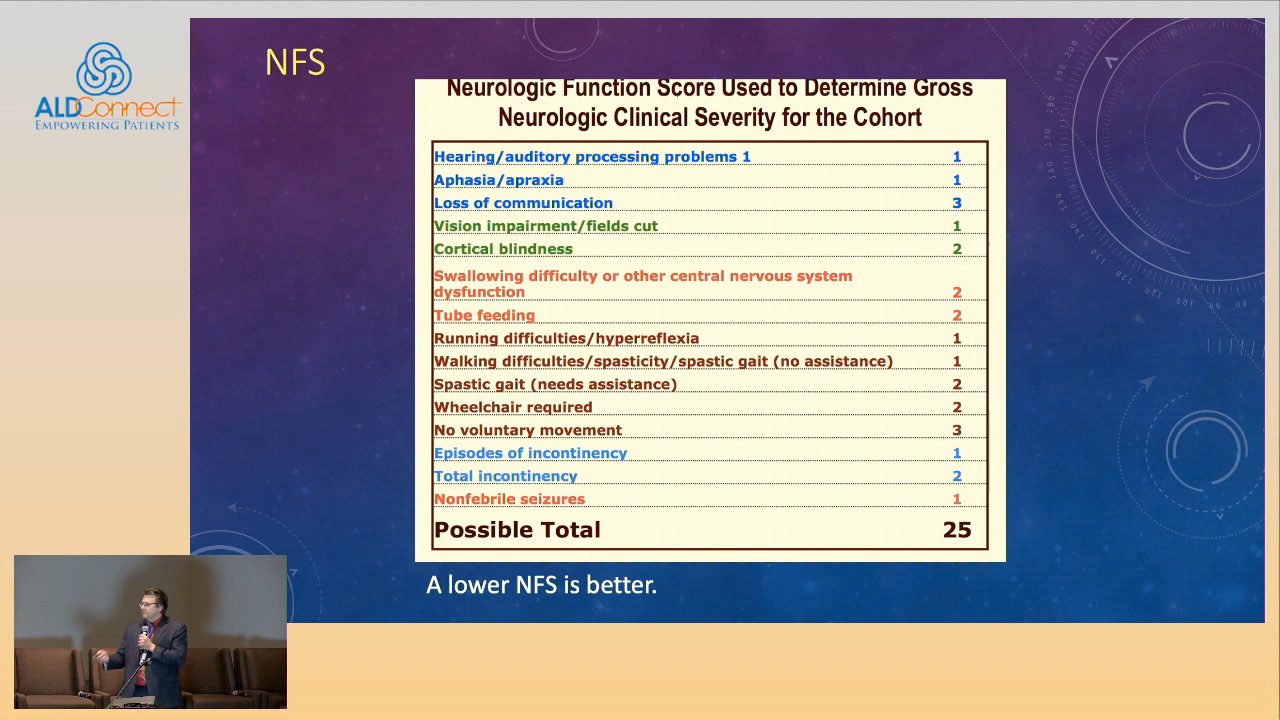 ALDConnect
EMPOWERING PATIENTS
NFS
Neurologic Function Score Used to Determine Gross
Neurologic Clinical Severity for the Cohort
Hearing/auditory processing problems 1 1
Aphasia/apraxia 1
Loss of communication 3
Vision impairment/fields cut 1
Cortical blindness 2
Swallowing difficulty or other central nervous system
dysfunction 2
Tube feeding 2
Running difficulties/hyperreflexia 1
Walking difficulties/spasticity/spastic gait (no assistance) 1
Spastic gait (needs assistance) 2
Wheelchair required 2
No voluntary movement 3
Episodes of incontinency 1
Total incontinency 2
Nonfebrile seizures 1
Possible Total 25
A lower NFS is better.